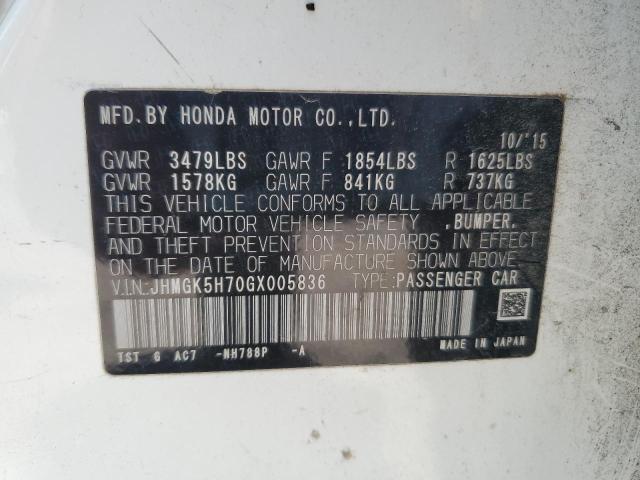 MFD.BY HONDA MOTOR CO.,LTD.
10/'15
GVWR 3479LBS GAWR F 1854LBS R 1625LBS
GVWR 1578KG GAWR F 841KG R 737KG
THIS VEHICLE CONFORMS TO ALL APPLICABLE
FEDERAL MOTOR VEHICLE SAFETY ,BUMPER,
AND THEFT PREVENTION STANDARDS IN EFFECT
ON THE DATE OF MANUFACTURE SHOWN ABOVE.
V.I.N.:JHMGK5H70GX005836 TYPE:PASSENGER CAR
TST G AC7 -NH788P -A
MADE IN JAPAN